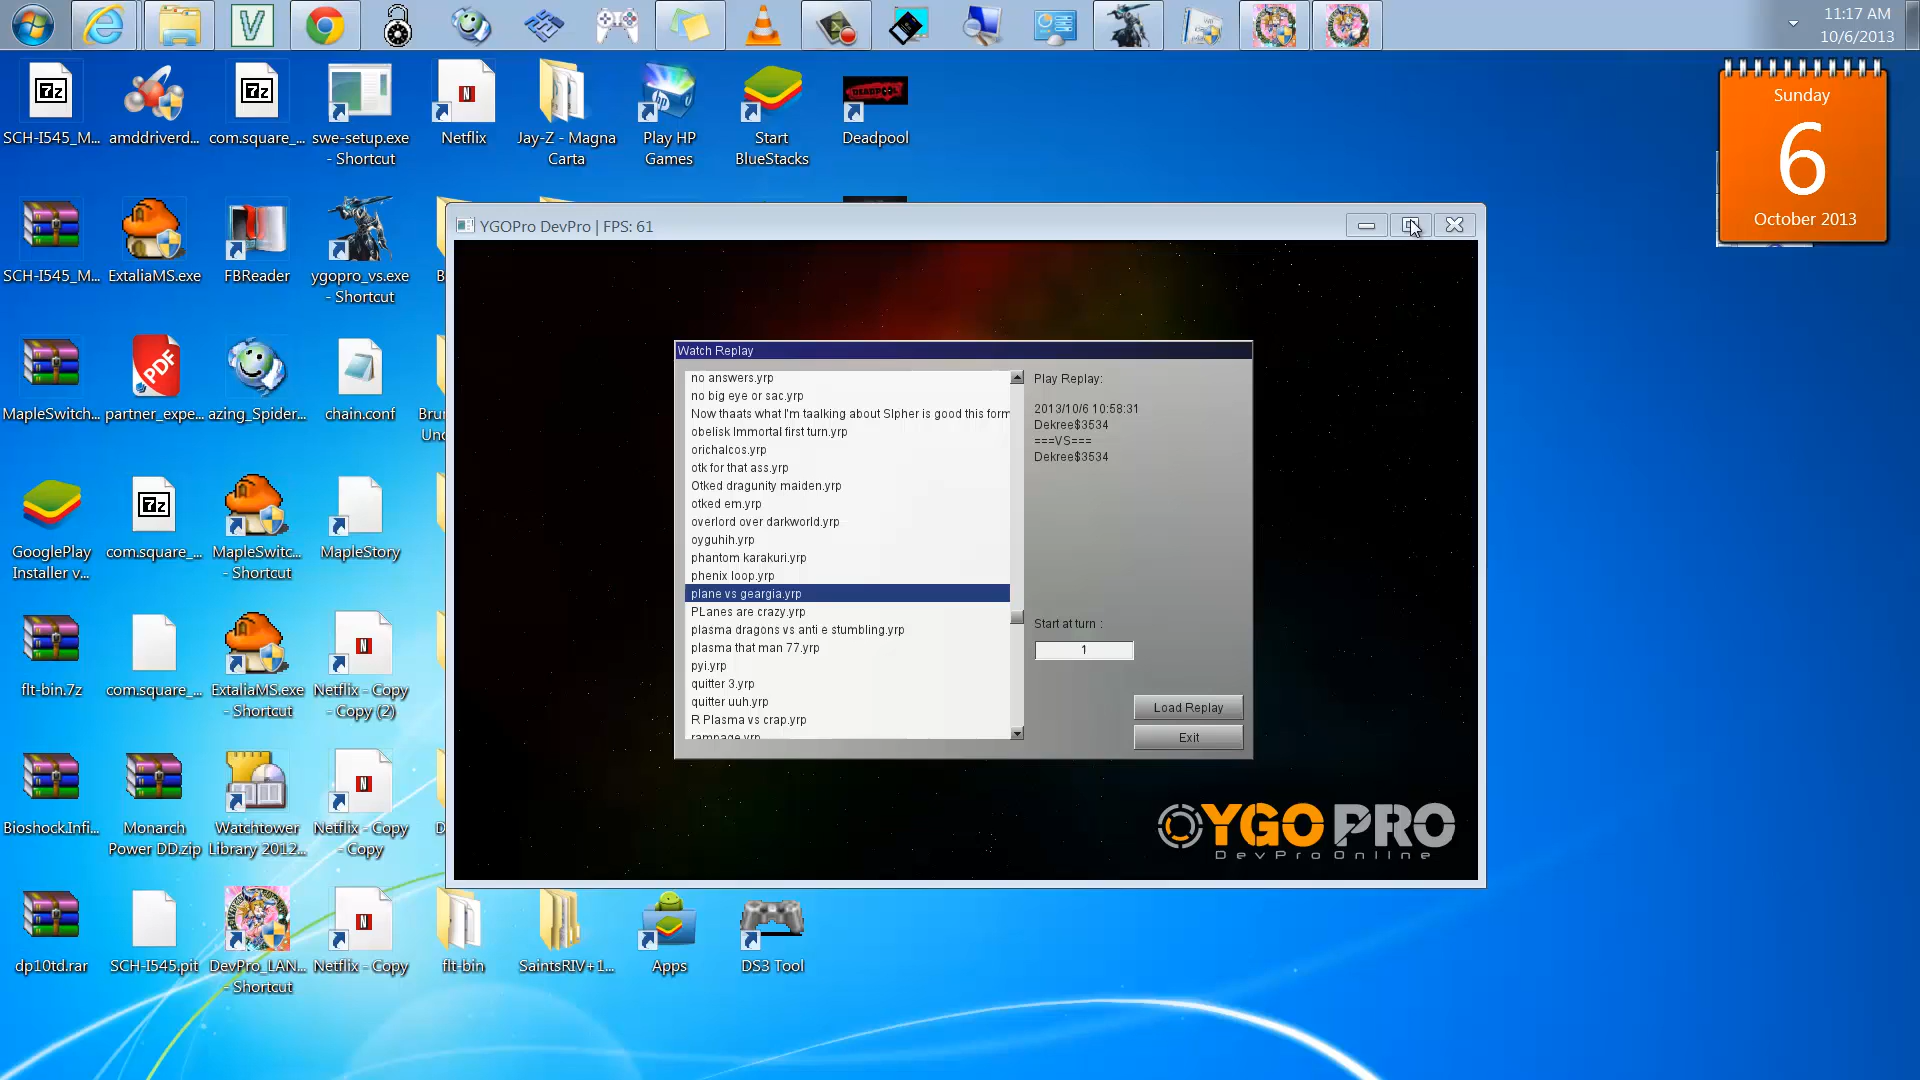 11:17 AM
10/6/2013
Sunday
6
October 2013
SCH-I545_M...
amddriverd...
com.square_...
swe-setup.exe
- Shortcut
Netflix
Jay-Z - Magna
Carta
Play HP
Games
Start
BlueStacks
Deadpool
SCH-I545_M...
ExtaliaMS.exe
FBReader
ygopro_vs.exe
- Shortcut
MapleSwitch...
partner_expe...
azing_Spider...
chain.conf
GooglePlay
Installer v...
com.square_...
MapleSwitc...
- Shortcut
MapleStory
flt-bin.7z
com.square_...
ExtaliaMS.exe
- Shortcut
Netflix - Copy
- Copy (2)
Bioshock.Infi...
Monarch
Power DD.zip
Watchtower
Library 2012...
Netflix - Copy
- Copy
dp10td.rar
SCH-I545.pit
DevPro_LAN...
- Shortcut
Netflix - Copy
flt-bin
SaintsRIV+1...
Apps
DS3 Tool
YGOPro DevPro | FPS: 61
Watch Replay
no answers.yrp
no big eye or sac.yrp
Now thaats what I'm taalking about Slpher is good this form
obelisk Immortal first turn.yrp
orichalcos.yrp
otk for that ass.yrp
Otked dragunity maiden.yrp
otked em.yrp
overlord over darkworld.yrp
oyguhih.yrp
phantom karakuri.yrp
phenix loop.yrp
plane vs geargia.yrp
PLanes are crazy.yrp
plasma dragons vs anti e stumbling.yrp
plasma that man 77.yrp
pyi.yrp
quitter 3.yrp
quitter uuh.yrp
R Plasma vs crap.yrp
rampage.yrp
Play Replay:
2013/10/6 10:58:31
Dekree$3534
===VS===
Dekree$3534
Start at turn :
1
Load Replay
Exit
YGO PRO
DevProOnline